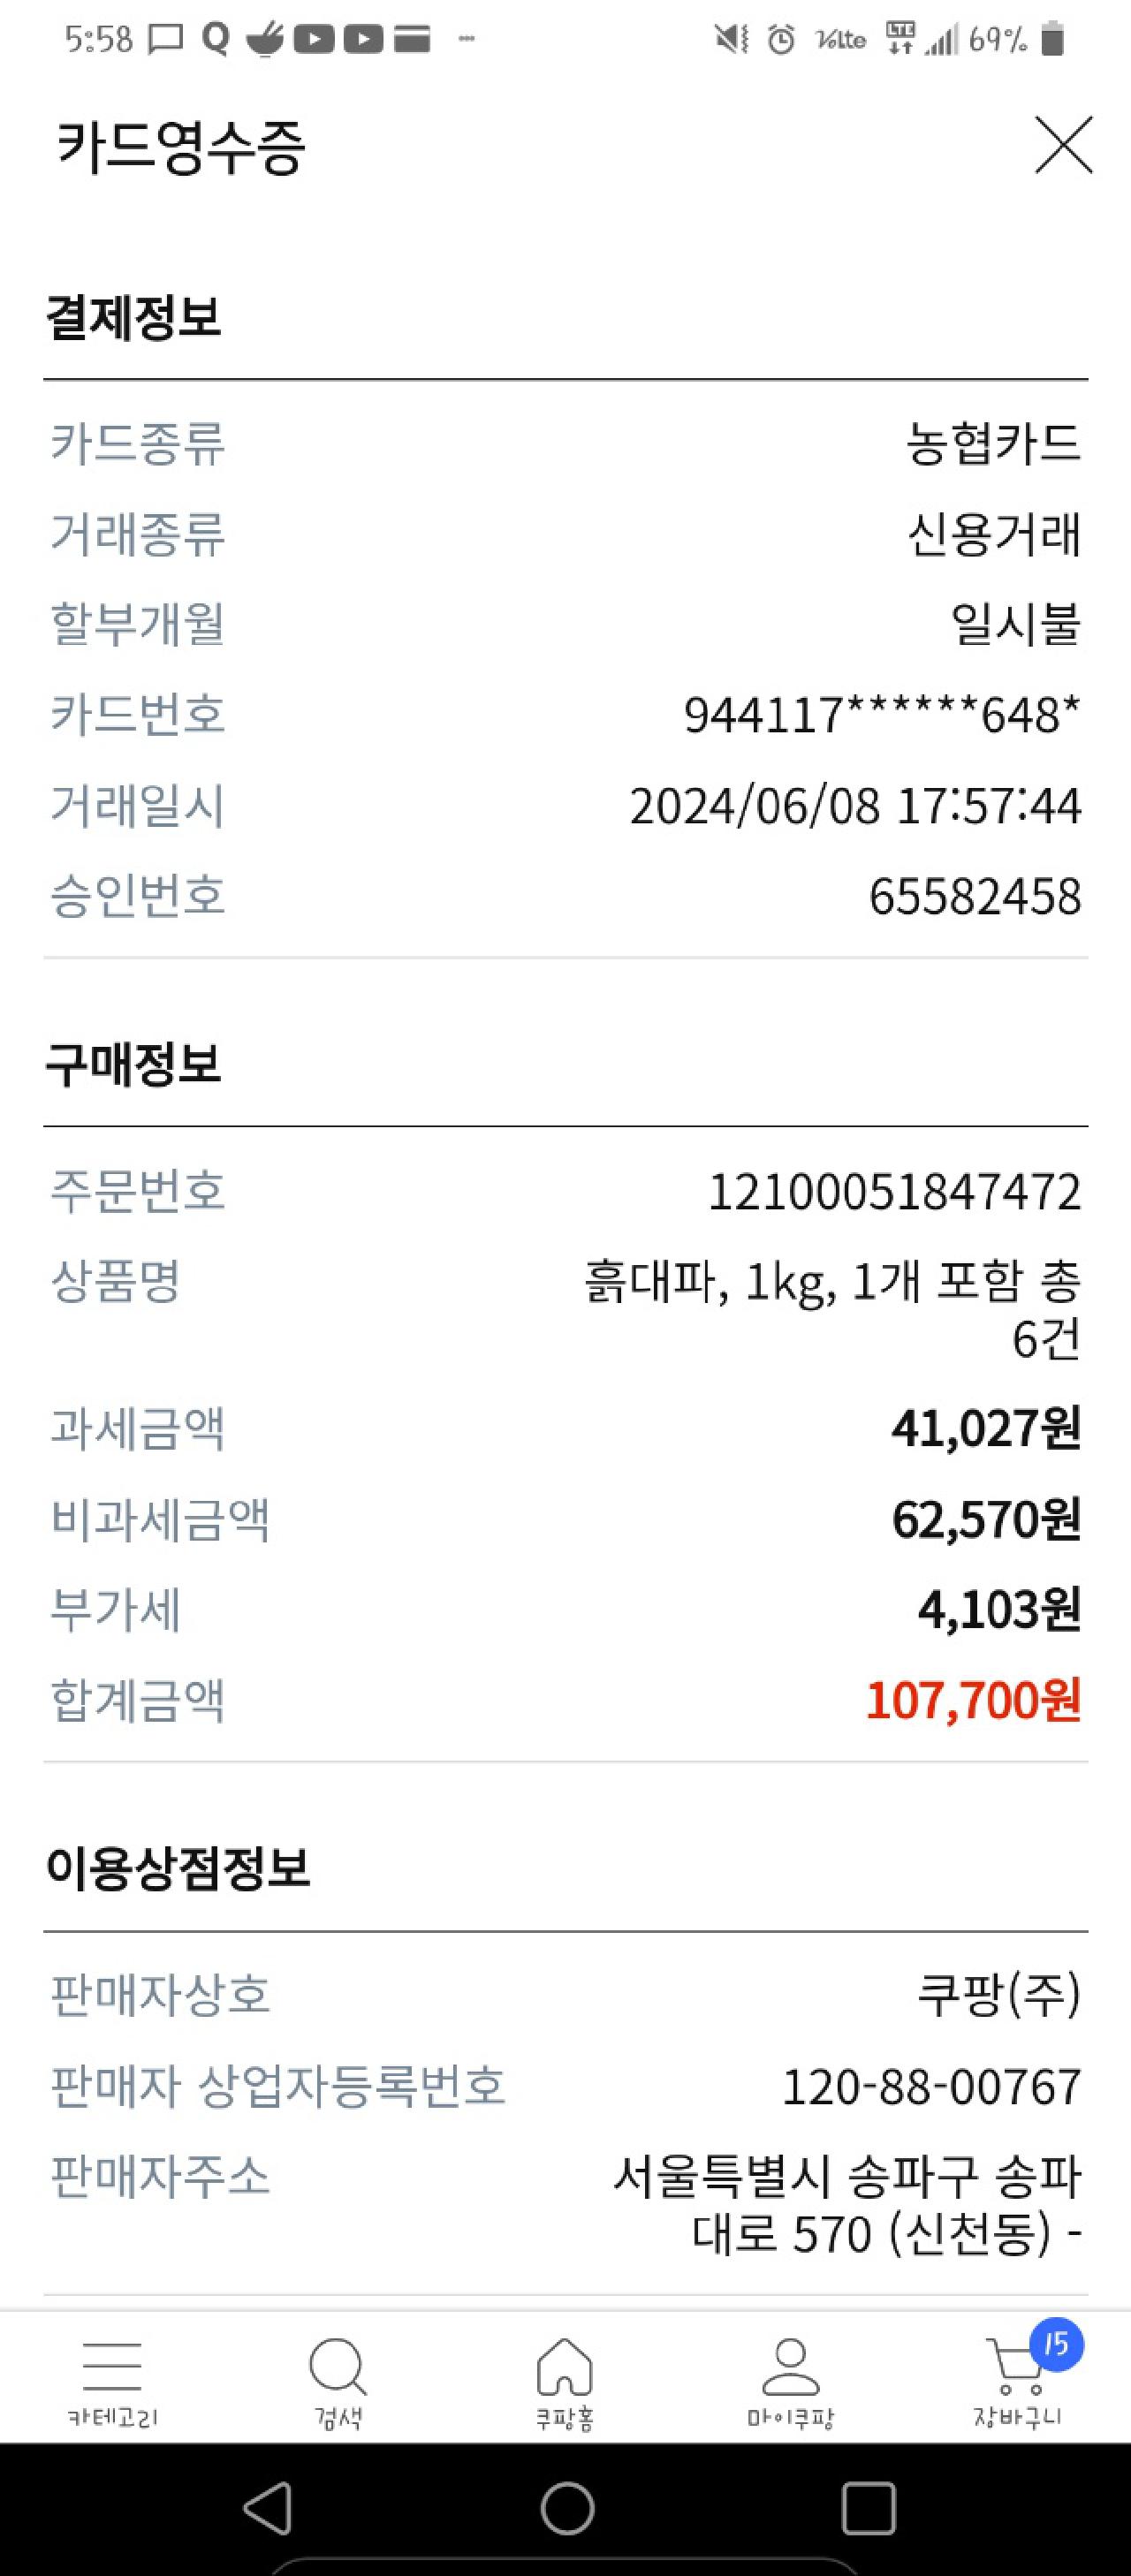 5:58 Q Volte LTE 69%
카드영수증
결제정보
카드종류 농협카드
거래종류 신용거래
할부개월 일시불
카드번호 944117******648*
거래일시 2024/06/08 17:57:44
승인번호 65582458
구매정보
주문번호 12100051847472
상품명 흙대파, 1kg, 1개 포함 총
6건
과세금액 41,027원
비과세금액 62,570원
부가세 4,103원
합계금액 107,700원
이용상점정보
판매자상호 쿠팡(주)
판매자 상업자등록번호 120-88-00767
판매자주소 서울특별시 송파구 송파
대로 570 (신천동) -
15
카테고리 검색 쿠팡홈 마이쿠팡 장바구니